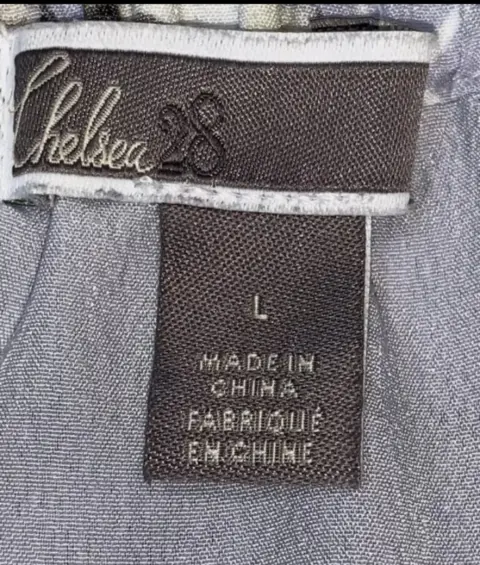 Chelsea28
L
MADE IN
CHINA
FABRIQUÉ
EN CHINE